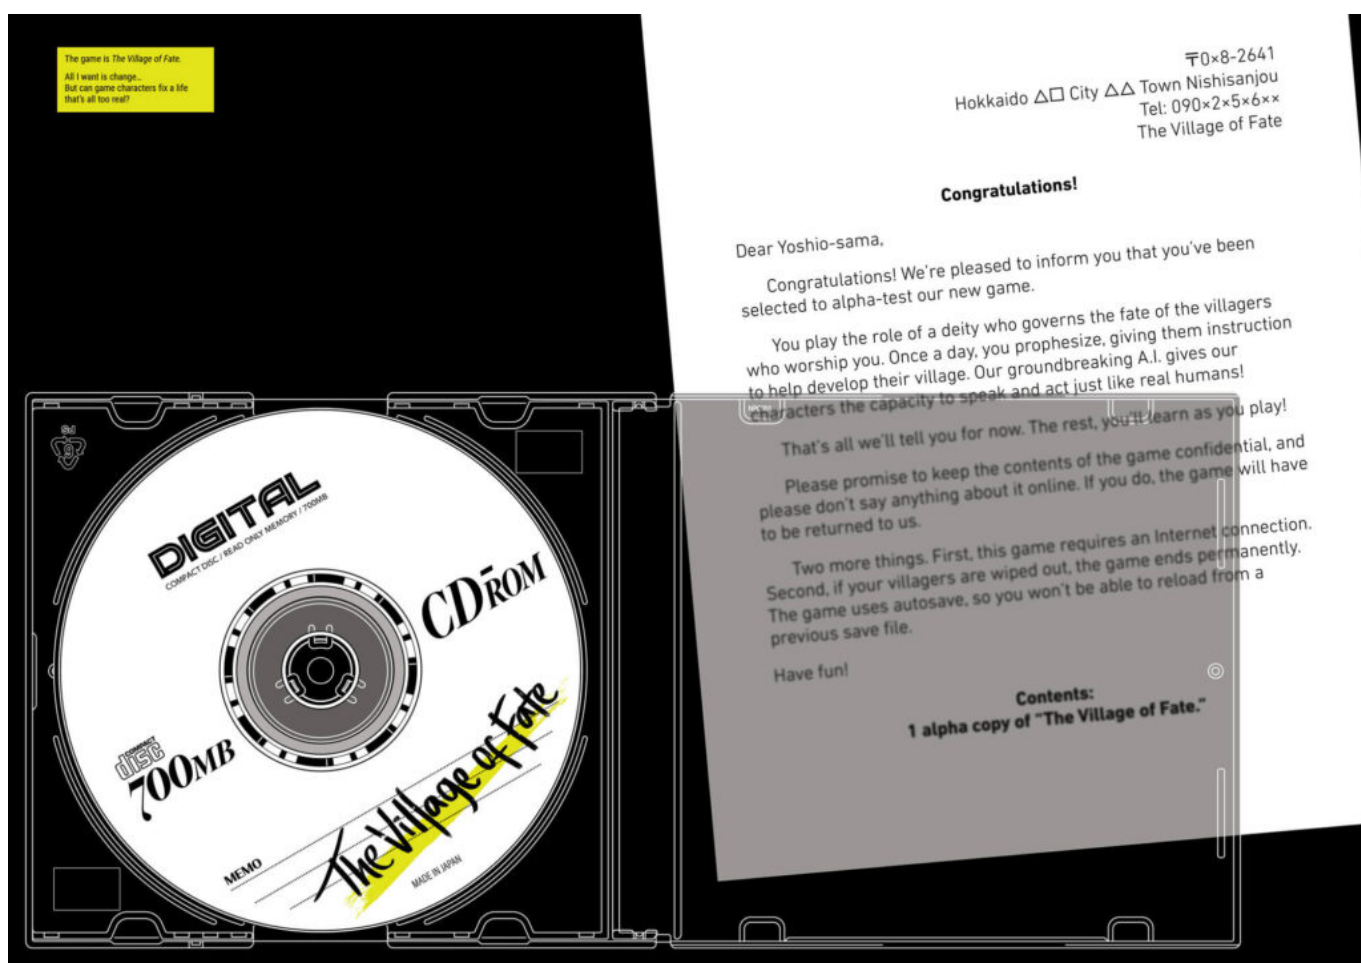 The game is The Village of Fate.
All I want is change...
But can game characters fix a life
that's all too real?
〒0×8-2641
Hokkaido △□ City △△ Town Nishisanjou
Tel: 090×2×5×6××
The Village of Fate
Congratulations!
Dear Yoshio-sama,
Congratulations! We're pleased to inform you that you've been
selected to alpha-test our new game.
You play the role of a deity who governs the fate of the villagers
who worship you. Once a day, you prophesize, giving them instruction
to help develop their village. Our groundbreaking A.I. gives our
characters the capacity to speak and act just like real humans!
That's all we'll tell you for now. The rest, you'll learn as you play!
Please promise to keep the contents of the game confidential, and
please don't say anything about it online. If you do, the game will have
to be returned to us.
Two more things. First, this game requires an Internet connection.
Second, if your villagers are wiped out, the game ends permanently.
The game uses autosave, so you won't be able to reload from a
previous save file.
Have fun!
Contents:
1 alpha copy of "The Village of Fate."
DIGITAL
COMPACT DISC / READ ONLY MEMORY / 700MB
CD-ROM
COMPACT
disc
700MB
MEMO
The Village of Fate
MADE IN JAPAN
PS
6